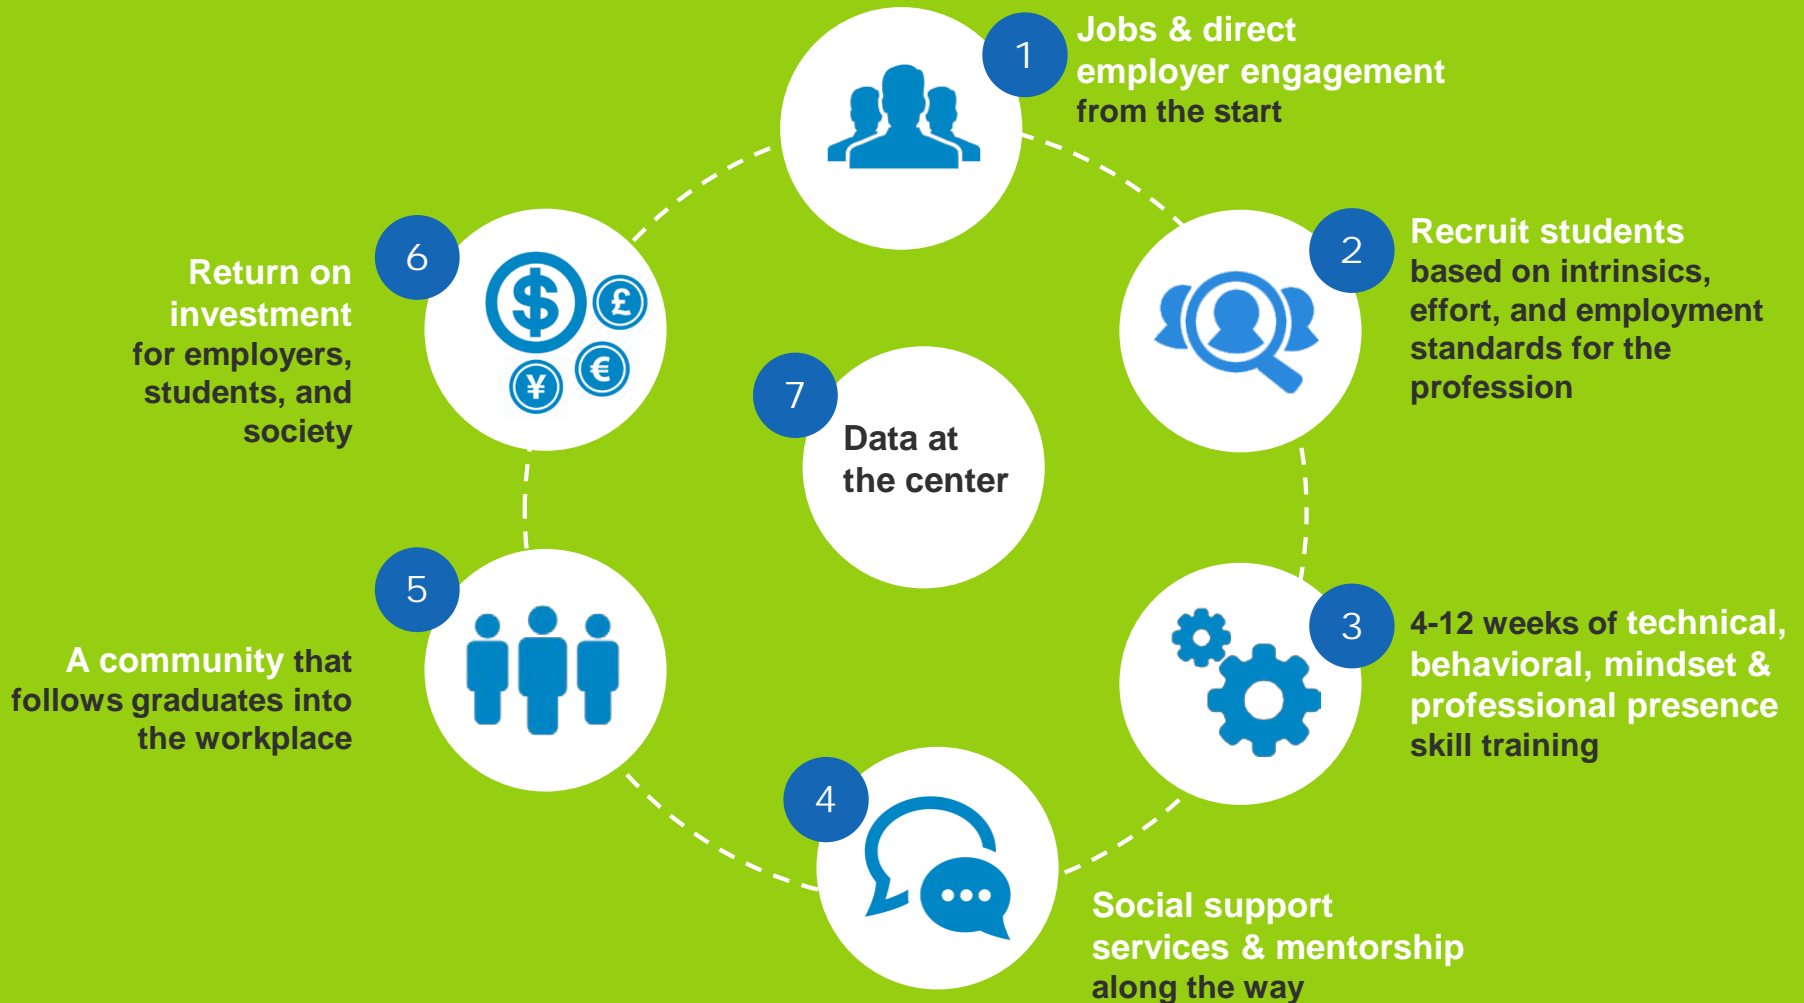 1
Jobs & direct
employer engagement
from the start
2
Recruit students
based on intrinsics,
effort, and employment
standards for the
profession
3
4-12 weeks of technical,
behavioral, mindset &
professional presence
skill training
4
Social support
services & mentorship
along the way
5
A community that
follows graduates into
the workplace
6
Return on
investment
for employers,
students, and
society
$
£
¥
€
7
Data at
the center